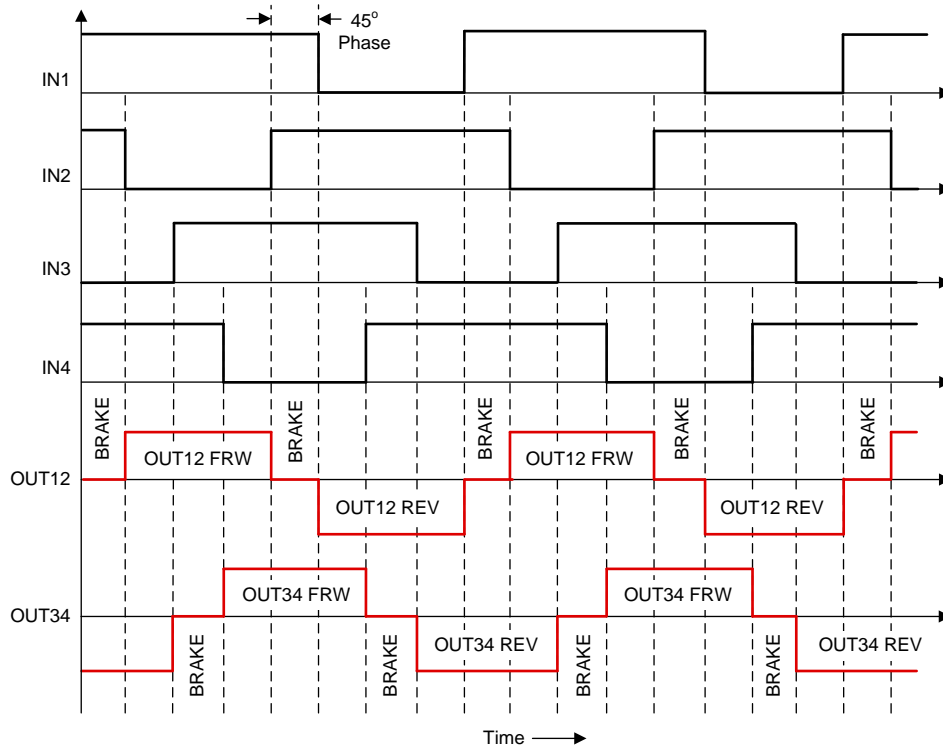 45°
Phase
IN1
IN2
IN3
IN4
BRAKE
BRAKE
BRAKE
BRAKE
BRAKE
OUT12 FRW
OUT12 FRW
OUT12
OUT12 REV
OUT12 REV
OUT34 FRW
OUT34 FRW
OUT34
OUT34 REV
OUT34 REV
BRAKE
BRAKE
BRAKE
BRAKE
Time